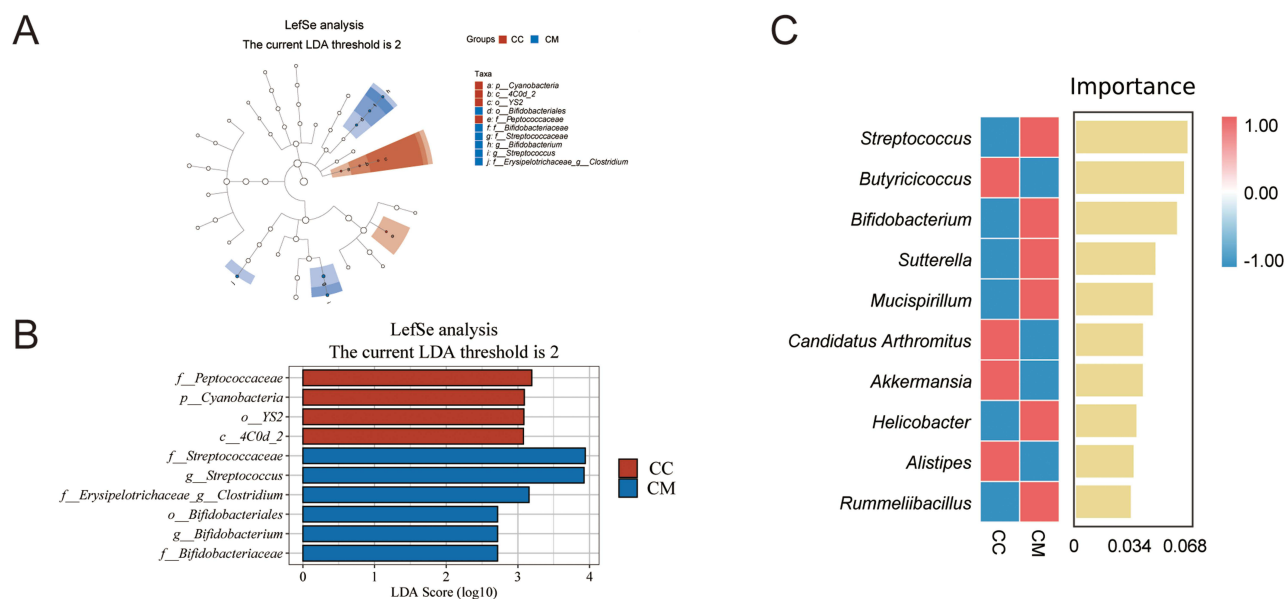 A
LefSe analysis
The current LDA threshold is 2
Groups CC CM
Taxa
a: p__Cyanobacteria
b: c__4C0d_2
c: o__YS2
d: o__Bifidobacteriales
e: f__Peptococcaceae
f: f__Bifidobacteriaceae
g: f__Streptococcaceae
h: g__Bifidobacterium
i: g__Streptococcus
j: f__Erysipelotrichaceae_g__Clostridium
B
LefSe analysis
The current LDA threshold is 2
f__Peptococcaceae
p__Cyanobacteria
o__YS2
c__4C0d_2
f__Streptococcaceae
g__Streptococcus
f__Erysipelotrichaceae_g__Clostridium
o__Bifidobacteriales
g__Bifidobacterium
f__Bifidobacteriaceae
0 1 2 3 4
LDA Score (log10)
CC
CM
C
Importance
Streptococcus
Butyricicoccus
Bifidobacterium
Sutterella
Mucispirillum
Candidatus Arthromitus
Akkermansia
Helicobacter
Alistipes
Rummeliibacillus
CC CM
0 0.034 0.068
1.00
0.00
-1.00